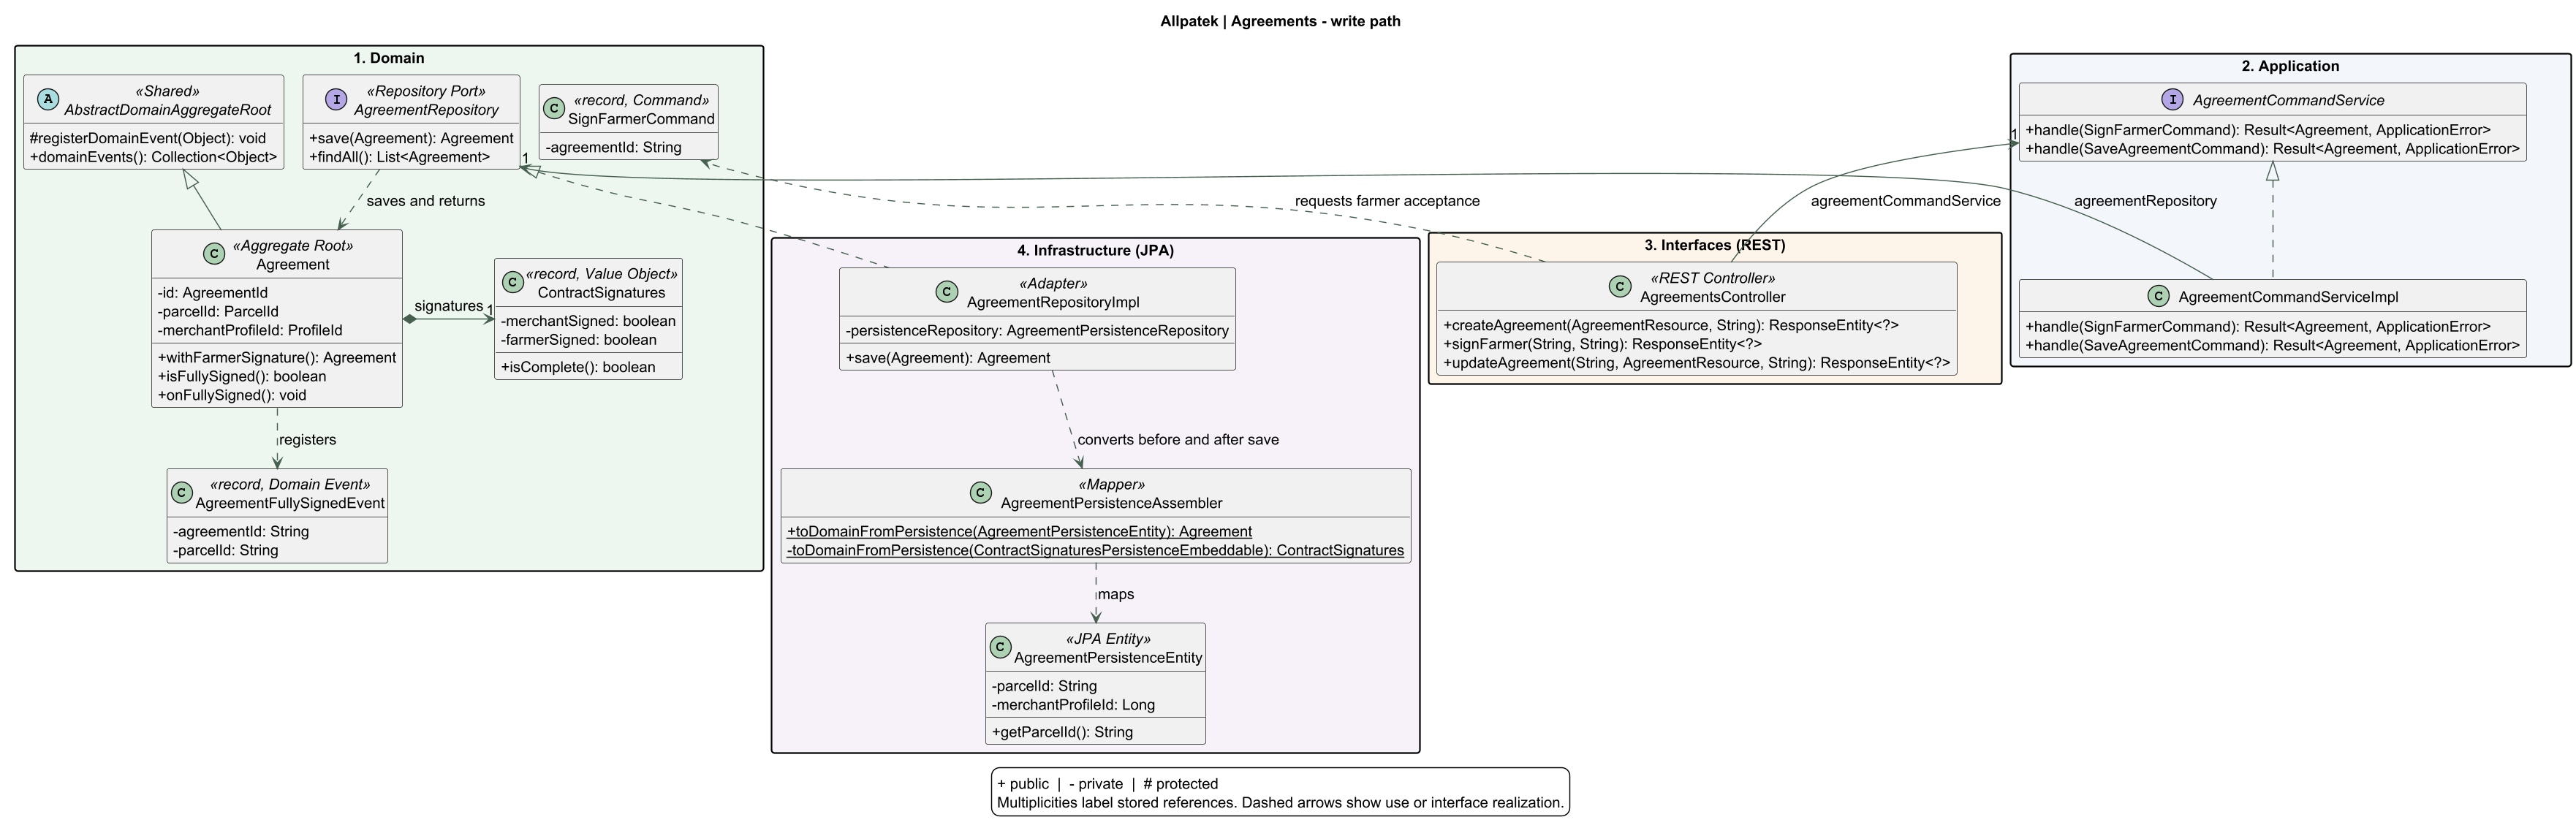 Allpatek | Agreements - write path
1. Domain
«Shared»
AbstractDomainAggregateRoot
#registerDomainEvent(Object): void
+domainEvents(): Collection<Object>
«Repository Port»
AgreementRepository
+save(Agreement): Agreement
+findAll(): List<Agreement>
«record, Command»
SignFarmerCommand
-agreementId: String
1
saves and returns
«Aggregate Root»
Agreement
-id: AgreementId
-parcelId: ParcelId
-merchantProfileId: ProfileId
+withFarmerSignature(): Agreement
+isFullySigned(): boolean
+onFullySigned(): void
signatures
1
«record, Value Object»
ContractSignatures
-merchantSigned: boolean
-farmerSigned: boolean
+isComplete(): boolean
registers
«record, Domain Event»
AgreementFullySignedEvent
-agreementId: String
-parcelId: String
2. Application
AgreementCommandService
+handle(SignFarmerCommand): Result<Agreement, ApplicationError>
+handle(SaveAgreementCommand): Result<Agreement, ApplicationError>
1
requests farmer acceptance
agreementCommandService
agreementRepository
AgreementCommandServiceImpl
+handle(SignFarmerCommand): Result<Agreement, ApplicationError>
+handle(SaveAgreementCommand): Result<Agreement, ApplicationError>
3. Interfaces (REST)
«REST Controller»
AgreementsController
+createAgreement(AgreementResource, String): ResponseEntity<?>
+signFarmer(String, String): ResponseEntity<?>
+updateAgreement(String, AgreementResource, String): ResponseEntity<?>
4. Infrastructure (JPA)
«Adapter»
AgreementRepositoryImpl
-persistenceRepository: AgreementPersistenceRepository
+save(Agreement): Agreement
converts before and after save
«Mapper»
AgreementPersistenceAssembler
+toDomainFromPersistence(AgreementPersistenceEntity): Agreement
-toDomainFromPersistence(ContractSignaturesPersistenceEmbeddable): ContractSignatures
maps
«JPA Entity»
AgreementPersistenceEntity
-parcelId: String
-merchantProfileId: Long
+getParcelId(): String
+ public | - private | # protected
Multiplicities label stored references. Dashed arrows show use or interface realization.
C
C
C
C
C
C
C
C
C
A
I
I